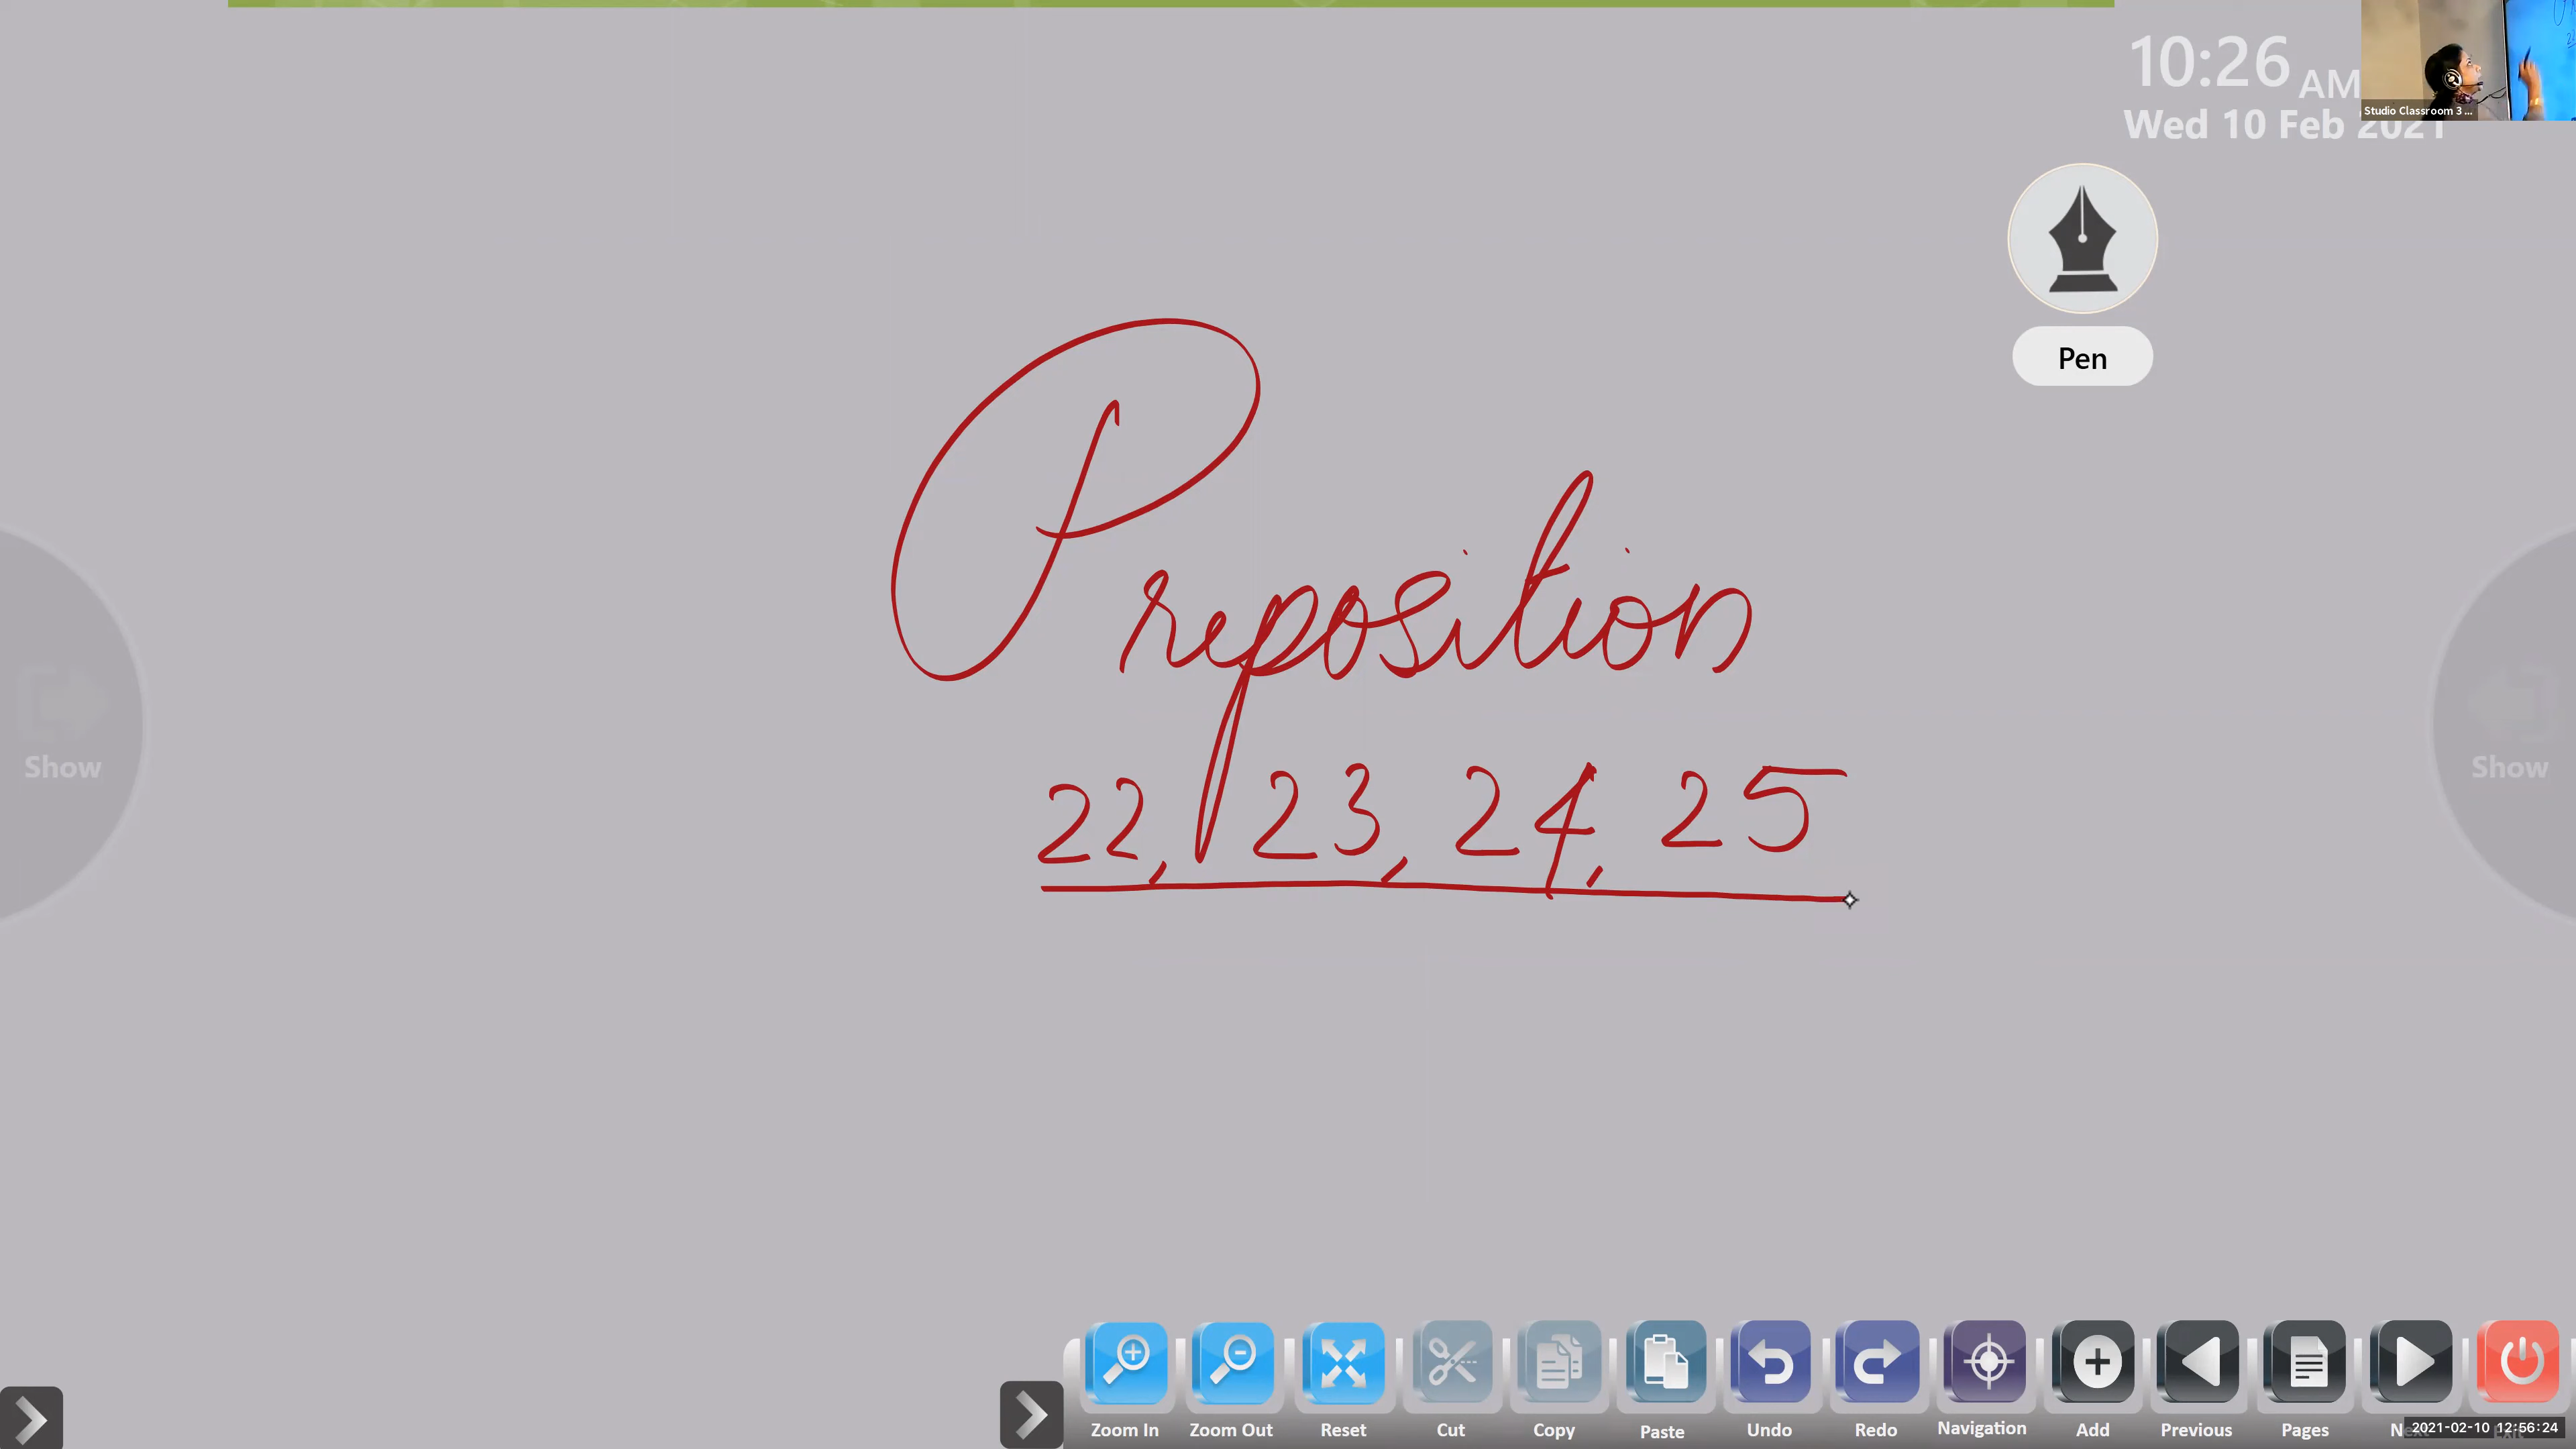 10:26 AM
Wed 10 Feb 2021
Studio Classroom 3 ...
Pen
Preposition
Show
Show
22, 23, 24, 25
Zoom In
Zoom Out
Reset
Cut
Copy
Paste
Undo
Redo
Navigation
Add
Previous
Pages
2021-02-10 12:56:24